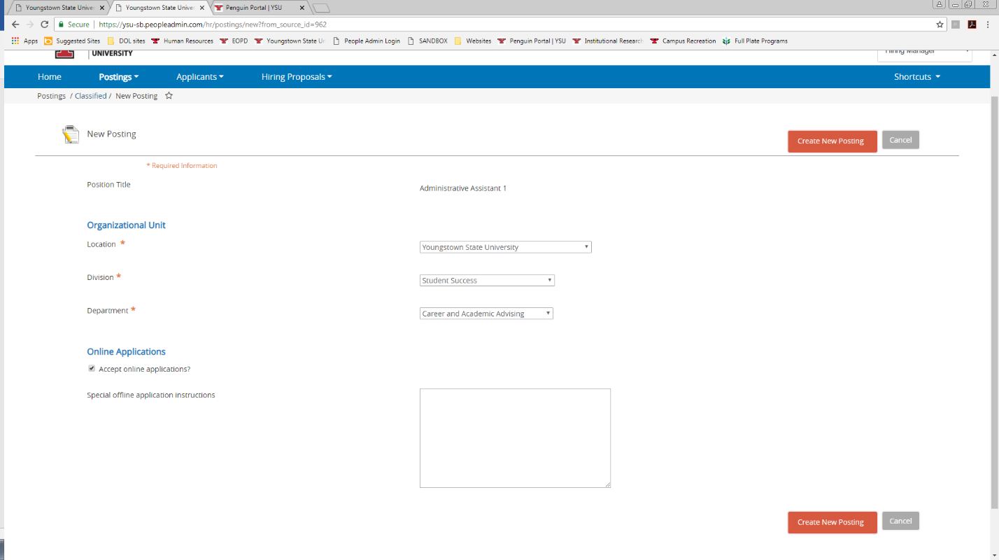 Youngstown State Univer
Youngstown State Univer
Penguin Portal | YSU
Secure | https://ysu-sb.peopleadmin.com/hr/postings/new?from_source_id=962
Apps Suggested Sites DOL sites Human Resources EOPD Youngstown State Un People Admin Login SANDBOX Websites Penguin Portal | YSU Institutional Research Campus Recreation Full Plate Programs
UNIVERSITY
Hiring Manager
Home Postings Applicants Hiring Proposals Shortcuts
Postings / Classified / New Posting
New Posting
Create New Posting Cancel
* Required Information
Position Title Administrative Assistant 1
Organizational Unit
Location * Youngstown State University
Division * Student Success
Department * Career and Academic Advising
Online Applications
Accept online applications?
Special offline application instructions
Create New Posting Cancel